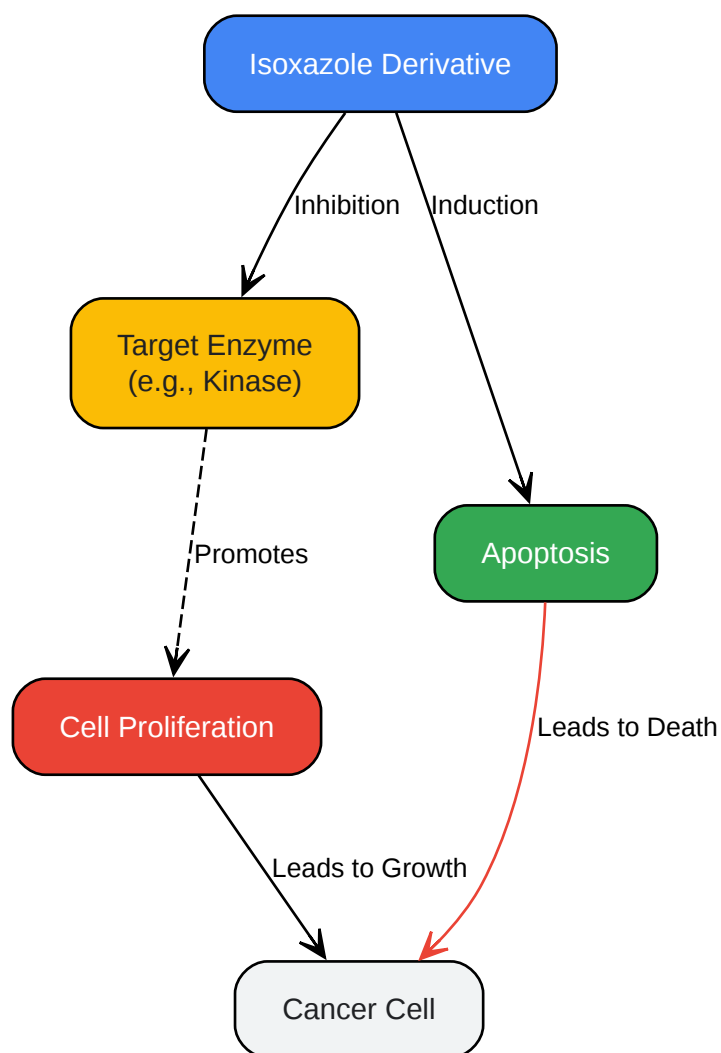 Isoxazole Derivative
Inhibition
Induction
Target Enzyme
(e.g., Kinase)
Promotes
Apoptosis
Cell Proliferation
Leads to Death
Leads to Growth
Cancer Cell